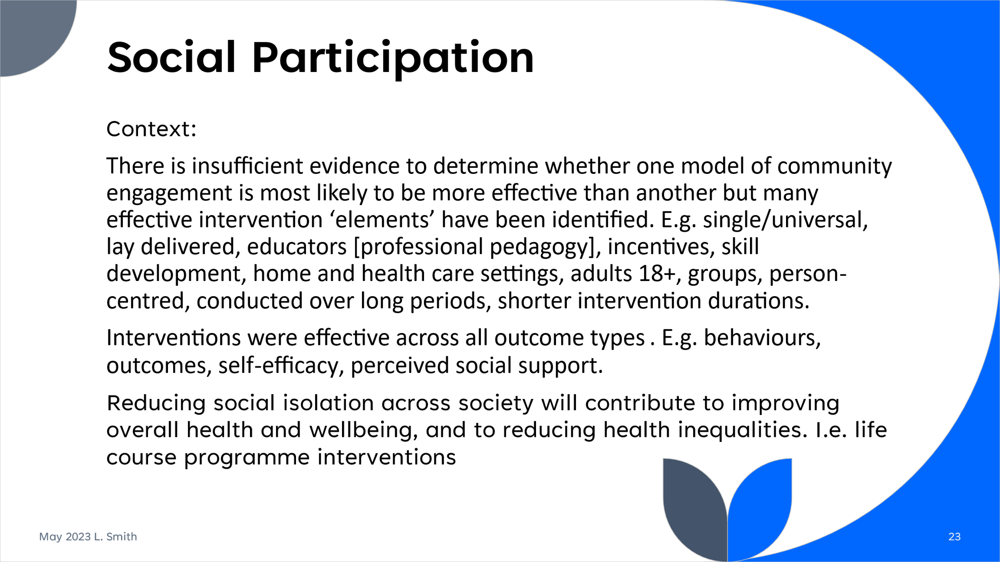 Social Participation
Context:
There is insufficient evidence to determine whether one model of community
engagement is most likely to be more effective than another but many
effective intervention ‘elements’ have been identified. E.g. single/universal,
lay delivered, educators [professional pedagogy], incentives, skill
development, home and health care settings, adults 18+, groups, person-
centred, conducted over long periods, shorter intervention durations.
Interventions were effective across all outcome types . E.g. behaviours,
outcomes, self-efficacy, perceived social support.
Reducing social isolation across society will contribute to improving
overall health and wellbeing, and to reducing health inequalities. I.e. life
course programme interventions
May 2023 L. Smith
23